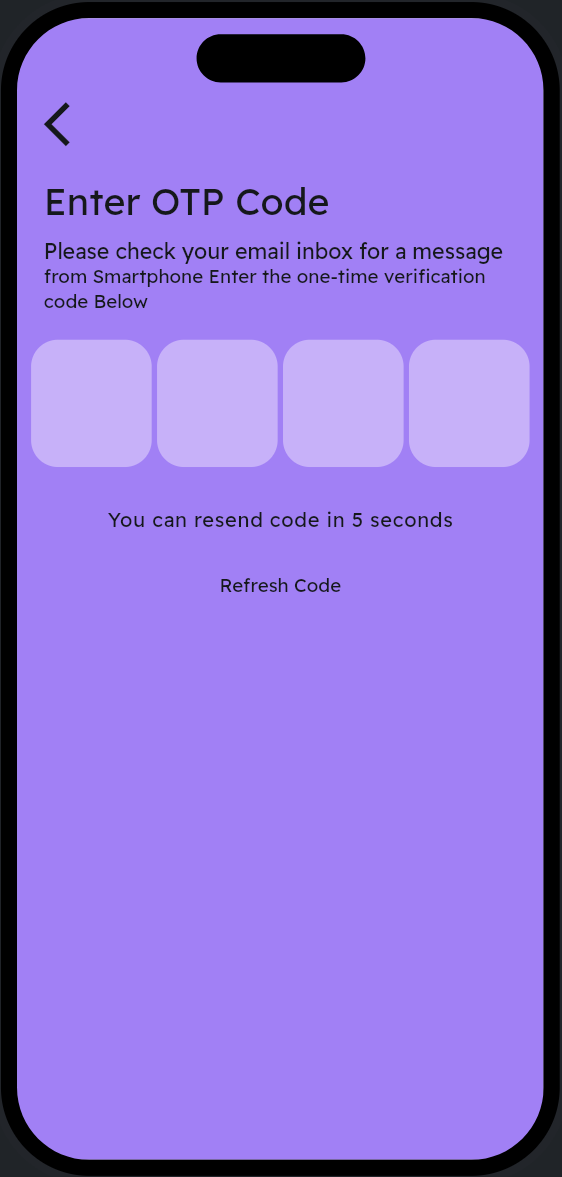 Enter OTP Code
Please check your email inbox for a message
from Smartphone Enter the one-time verification
code Below
You can resend code in 5 seconds
Refresh Code